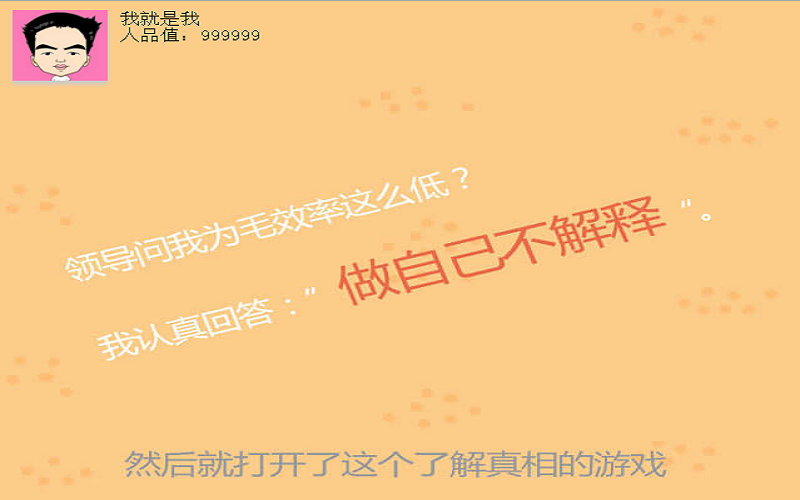 我就是我
人品值：999999
领导问我为毛效率这么低？
我认真回答：”做自己不解释“。
然后就打开了这个了解真相的游戏